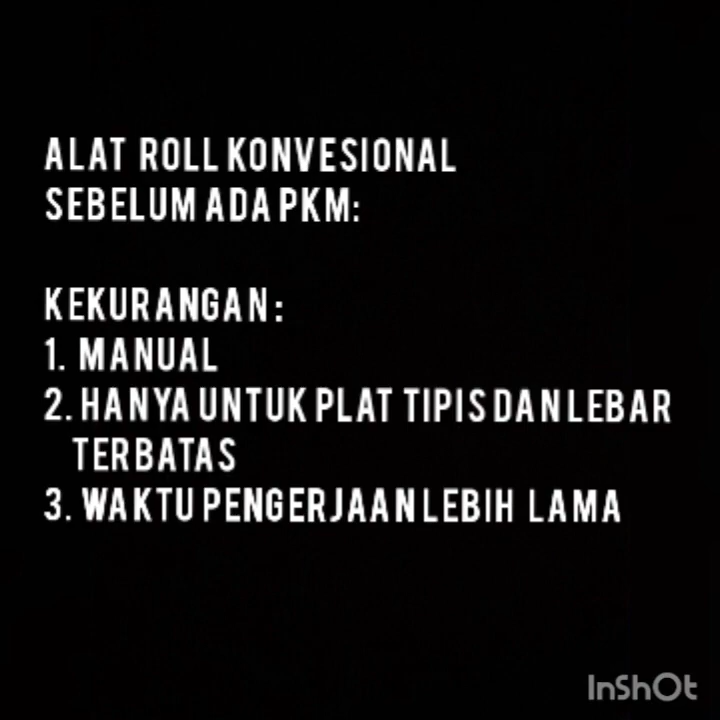 ALAT ROLL KONVESIONAL
SEBELUM ADA PKM:
KEKURANGAN:
1. MANUAL
2. HANYA UNTUK PLAT TIPIS DAN LEBAR
TERBATAS
3. WAKTU PENGERJAAN LEBIH LAMA
InShOt